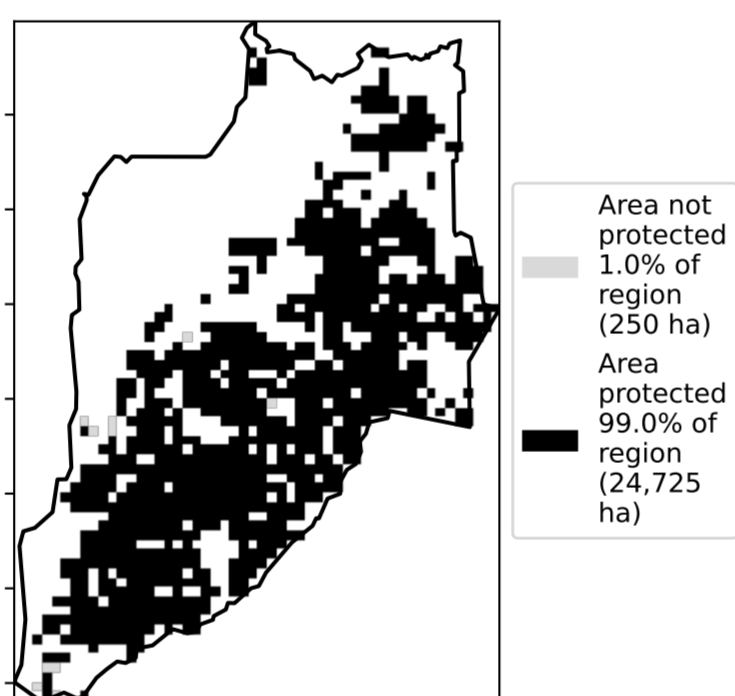 Area not
protected
1.0% of
region
(250 ha)
Area
protected
99.0% of
region
(24,725
ha)